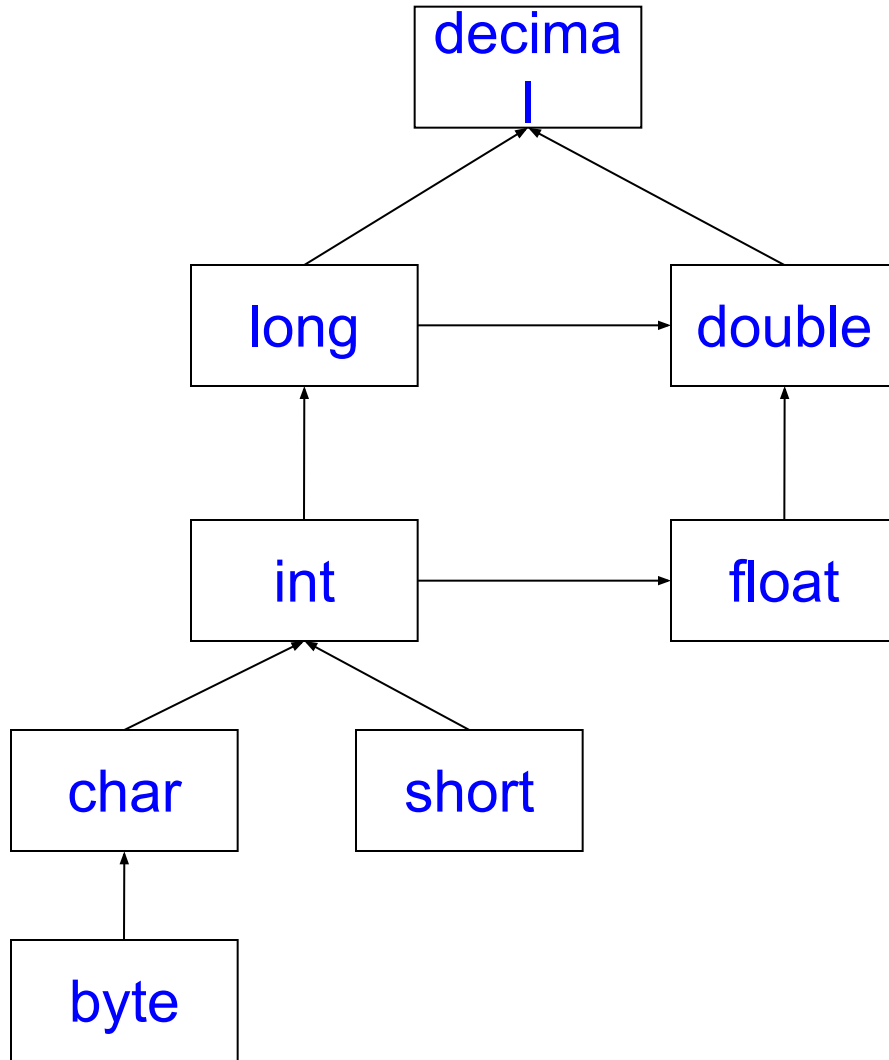 decima
l
long
double
int
float
char
short
byte